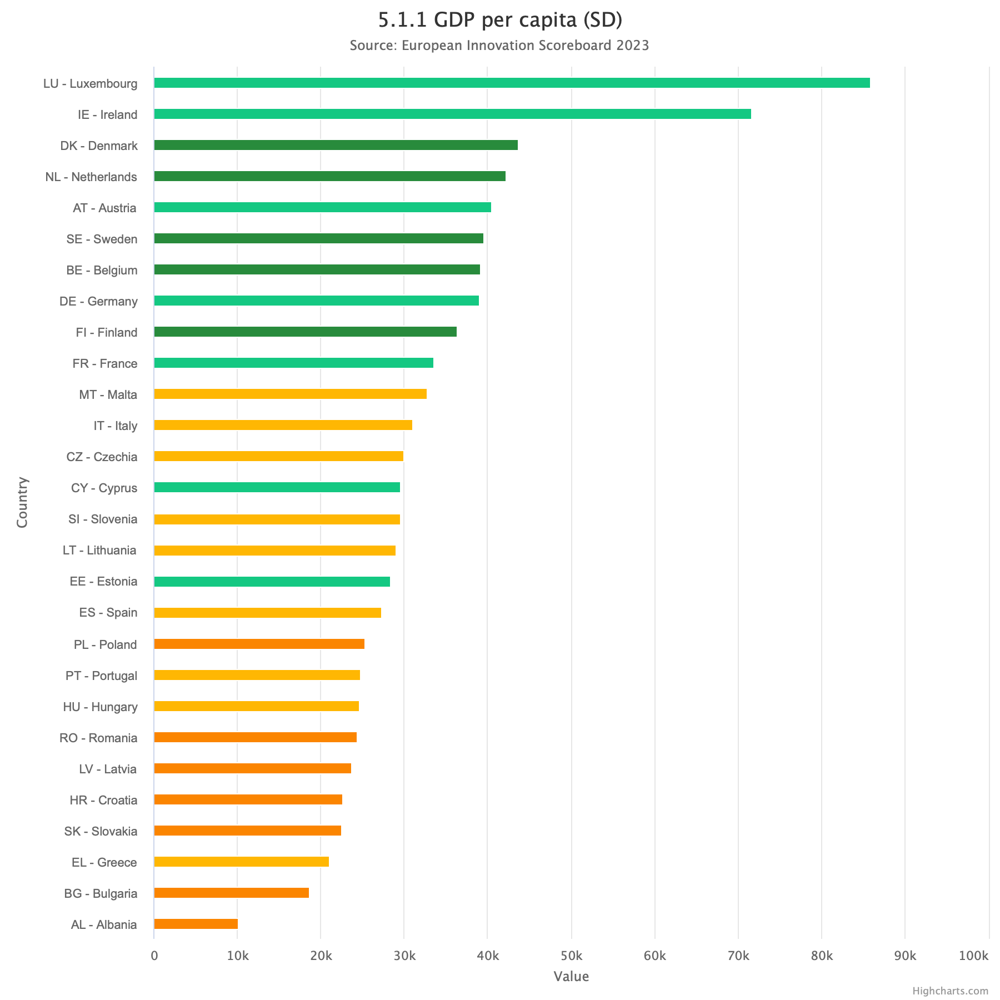 5.1.1 GDP per capita (SD)
Source: European Innovation Scoreboard 2023
LU - Luxembourg
IE - Ireland
DK - Denmark
NL - Netherlands
AT - Austria
SE - Sweden
BE - Belgium
DE - Germany
FI - Finland
FR - France
MT - Malta
IT - Italy
CZ - Czechia
CY - Cyprus
SI - Slovenia
LT - Lithuania
EE - Estonia
ES - Spain
PL - Poland
PT - Portugal
HU - Hungary
RO - Romania
LV - Latvia
HR - Croatia
SK - Slovakia
EL - Greece
BG - Bulgaria
AL - Albania
Country
0 10k 20k 30k 40k 50k 60k 70k 80k 90k 100k
Value
Highcharts.com